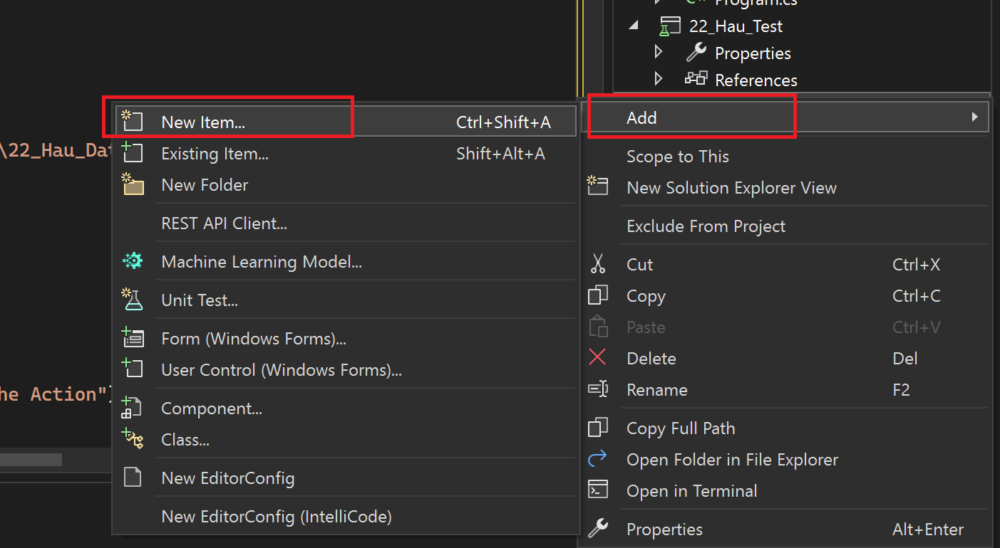 Program.cs
22_Hau_Test
Properties
References
New Item... Ctrl+Shift+A
Existing Item... Shift+Alt+A
New Folder
REST API Client...
Machine Learning Model...
Unit Test...
Form (Windows Forms)...
User Control (Windows Forms)...
Component...
Class...
New EditorConfig
New EditorConfig (IntelliCode)
Add
Scope to This
New Solution Explorer View
Exclude From Project
Cut Ctrl+X
Copy Ctrl+C
Paste Ctrl+V
Delete Del
Rename F2
Copy Full Path
Open Folder in File Explorer
Open in Terminal
Properties Alt+Enter
\22_Hau_Dat
he Action"